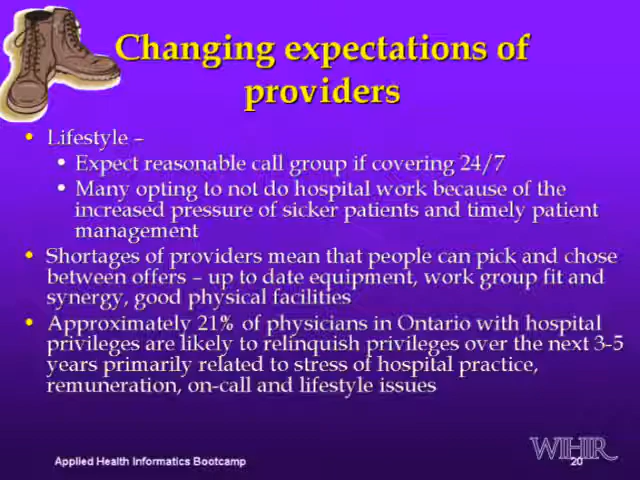 Changing expectations of
providers
• Lifestyle –
• Expect reasonable call group if covering 24/7
• Many opting to not do hospital work because of the
increased pressure of sicker patients and timely patient
management
• Shortages of providers mean that people can pick and chose
between offers – up to date equipment, work group fit and
synergy, good physical facilities
• Approximately 21% of physicians in Ontario with hospital
privileges are likely to relinquish privileges over the next 3-5
years primarily related to stress of hospital practice,
remuneration, on-call and lifestyle issues
WIHIR
Applied Health Informatics Bootcamp
20